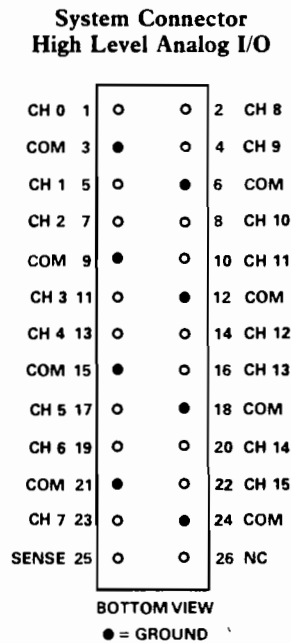 System Connector
High Level Analog I/O
CH 0 1 2 CH 8
COM 3 4 CH 9
CH 1 5 6 COM
CH 2 7 8 CH 10
COM 9 10 CH 11
CH 3 11 12 COM
CH 4 13 14 CH 12
COM 15 16 CH 13
CH 5 17 18 COM
CH 6 19 20 CH 14
COM 21 22 CH 15
CH 7 23 24 COM
SENSE 25 26 NC
BOTTOM VIEW
● = GROUND